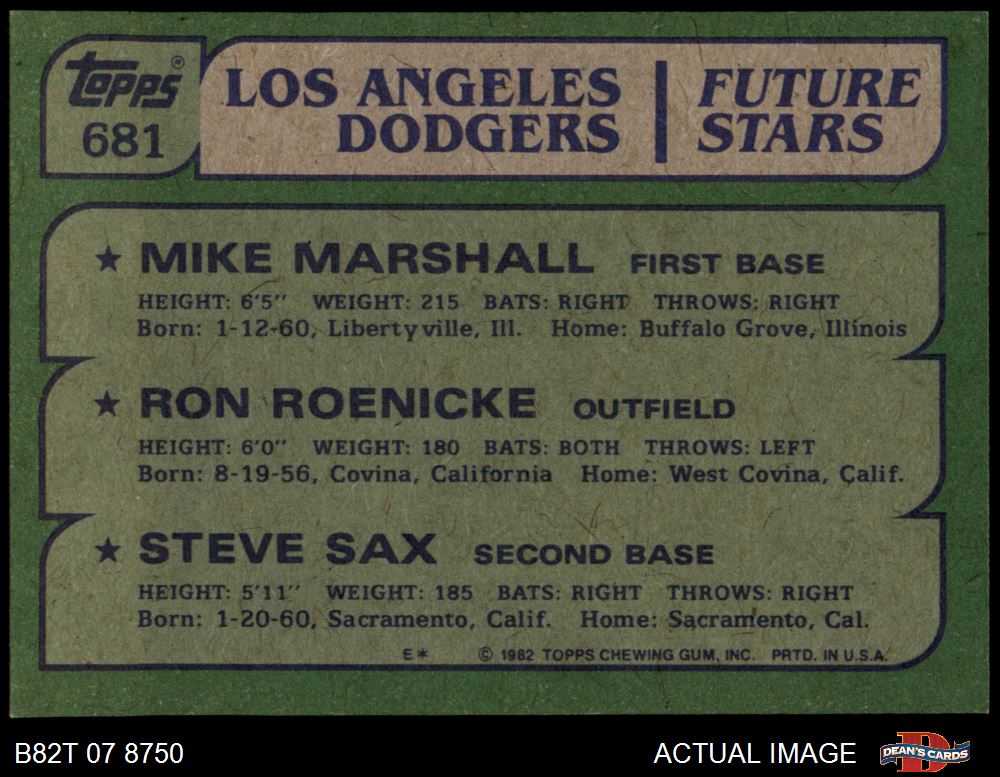 Topps®
681
LOS ANGELES
DODGERS
FUTURE
STARS
★ MIKE MARSHALL FIRST BASE
HEIGHT: 6'5" WEIGHT: 215 BATS: RIGHT THROWS: RIGHT
Born: 1-12-60, Libertyville, Ill. Home: Buffalo Grove, Illinois
★ RON ROENICKE OUTFIELD
HEIGHT: 6'0" WEIGHT: 180 BATS: BOTH THROWS: LEFT
Born: 8-19-56, Covina, California Home: West Covina, Calif.
★ STEVE SAX SECOND BASE
HEIGHT: 5'11" WEIGHT: 185 BATS: RIGHT THROWS: RIGHT
Born: 1-20-60, Sacramento, Calif. Home: Sacramento, Cal.
E* © 1982 TOPPS CHEWING GUM, INC. PRTD. IN U.S.A.
B82T 07 8750
ACTUAL IMAGE
D
DEAN'S CARDS